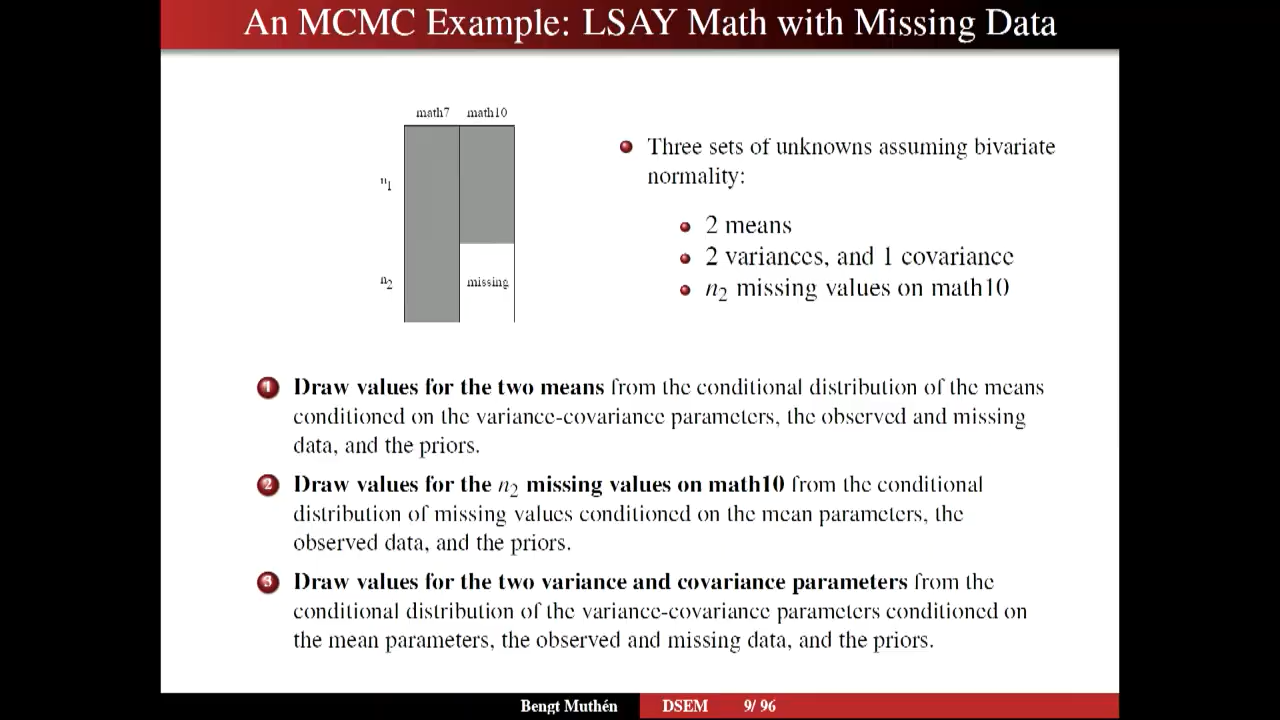 An MCMC Example: LSAY Math with Missing Data
math7 math10
n1
n2
missing
Three sets of unknowns assuming bivariate
normality:
2 means
2 variances, and 1 covariance
n2 missing values on math10
1 Draw values for the two means from the conditional distribution of the means
conditioned on the variance-covariance parameters, the observed and missing
data, and the priors.
2 Draw values for the n2 missing values on math10 from the conditional
distribution of missing values conditioned on the mean parameters, the
observed data, and the priors.
3 Draw values for the two variance and covariance parameters from the
conditional distribution of the variance-covariance parameters conditioned on
the mean parameters, the observed and missing data, and the priors.
Bengt Muthén DSEM 9/ 96